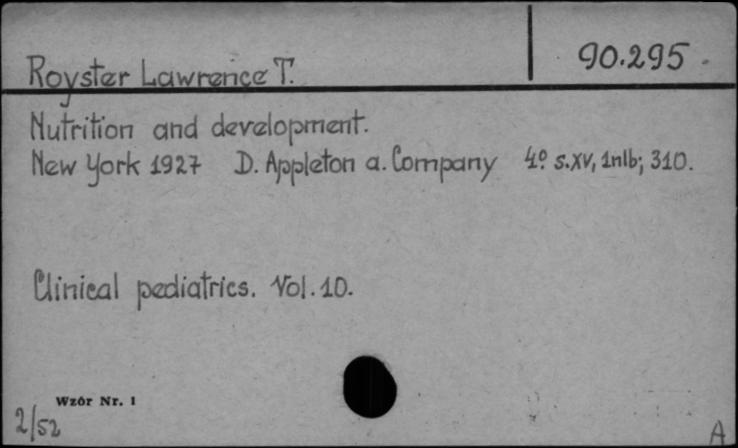 Royster Lawrence T.
90.295.
Nutrition and development.
New York 1927 D. Appleton a. Company 4° s.XV, 1nlb; 310.
Clinical pediatrics. Vol. 10.
Wzór Nr. 1
2/52
A